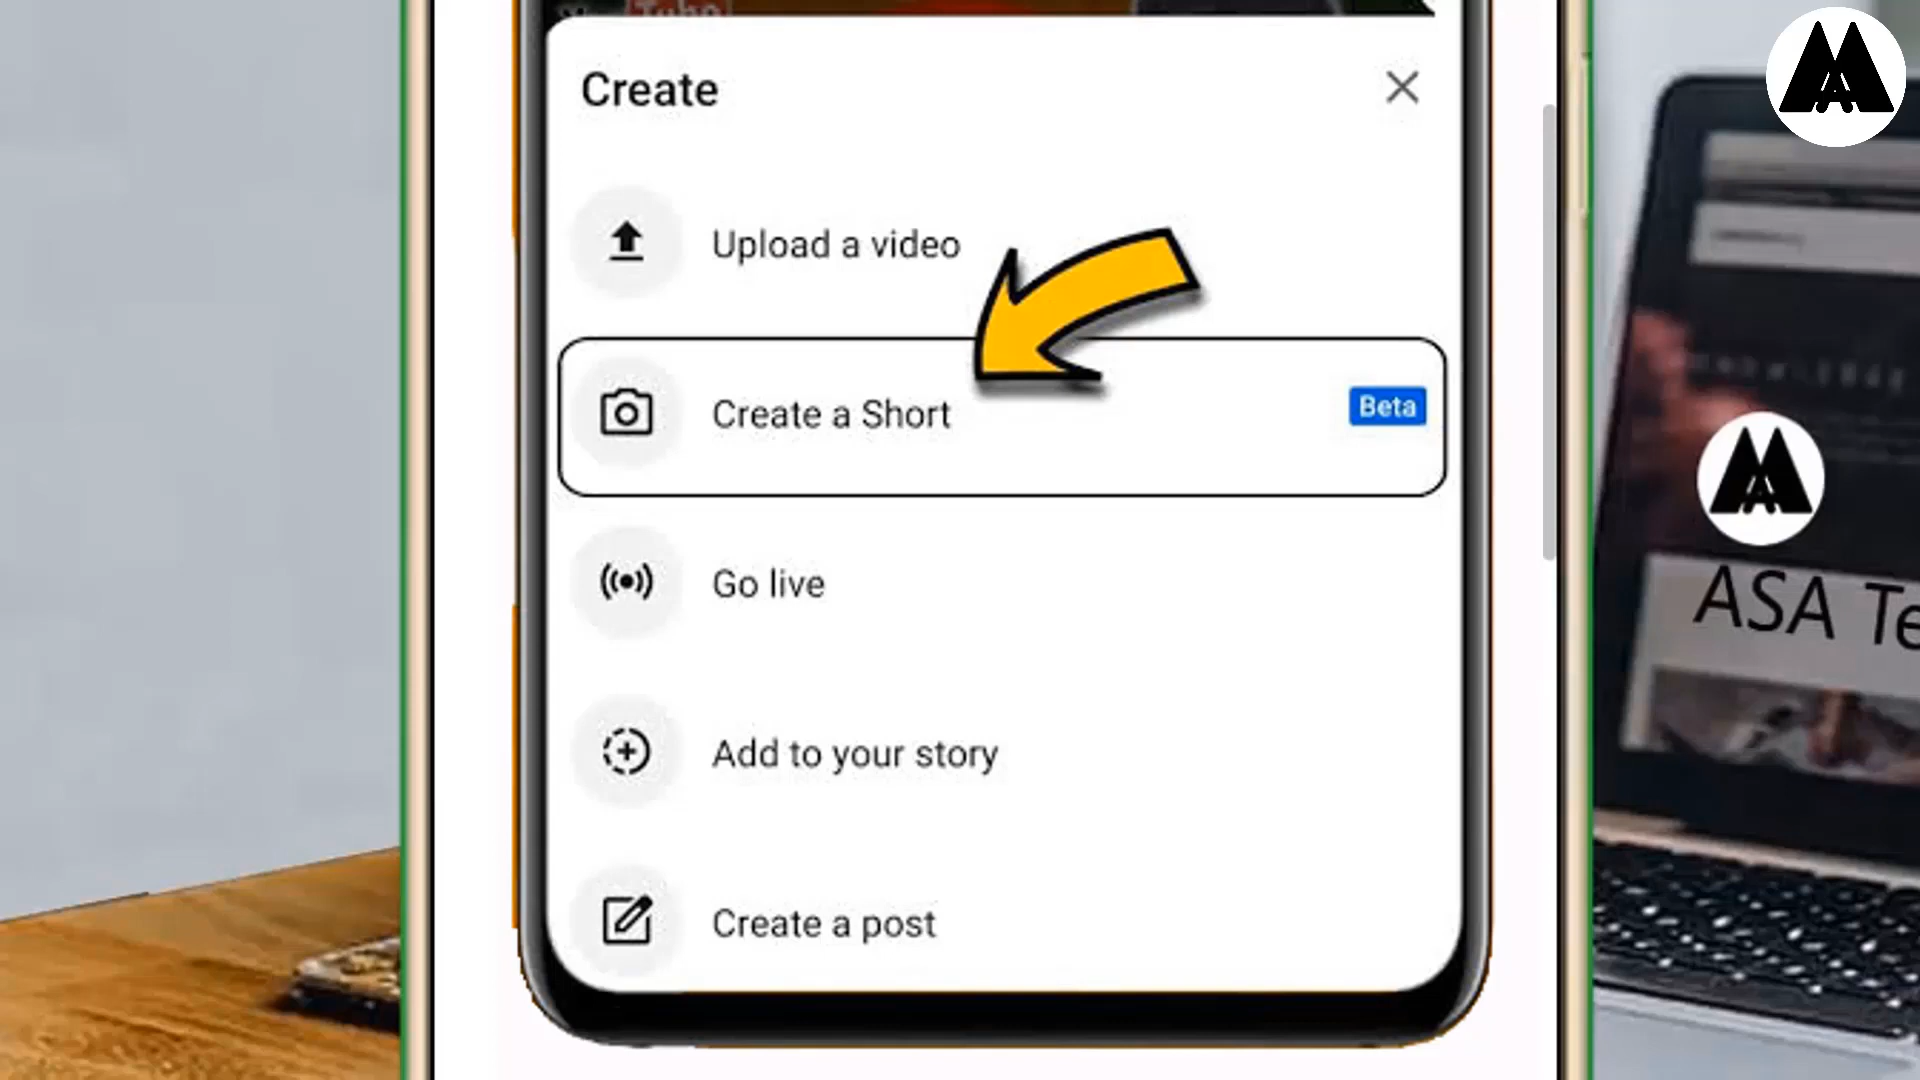 Create
Upload a video
Create a Short
Beta
Go live
Add to your story
Create a post
ASA Te